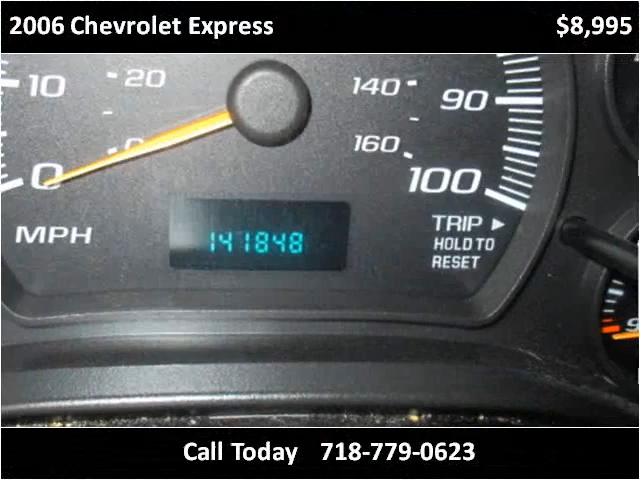 2006 Chevrolet Express $8,995
10 20 140 90
0 0 160 100
141848
MPH TRIP
HOLD TO
RESET
Call Today 718-779-0623